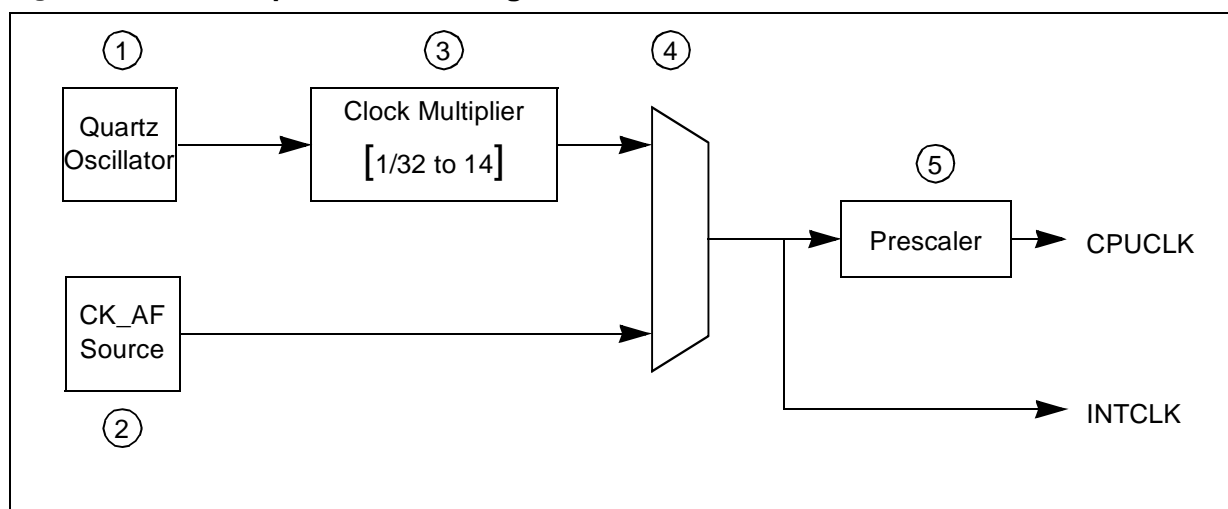 1
3
4
Quartz
Oscillator
Clock Multiplier
[1/32 to 14]
5
Prescaler
CPUCLK
CK_AF
Source
2
INTCLK